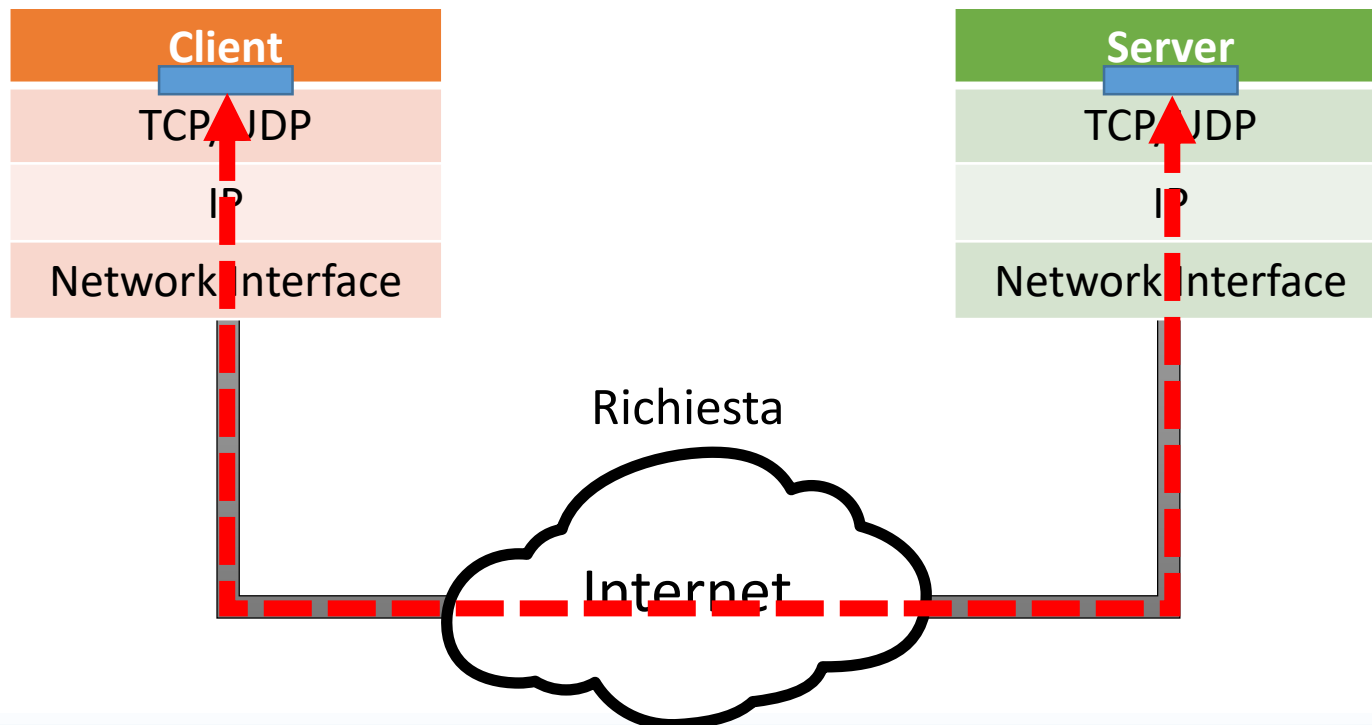 Client
TCP/UDP
IP
Network Interface
Server
TCP/UDP
IP
Network Interface
Richiesta
Internet